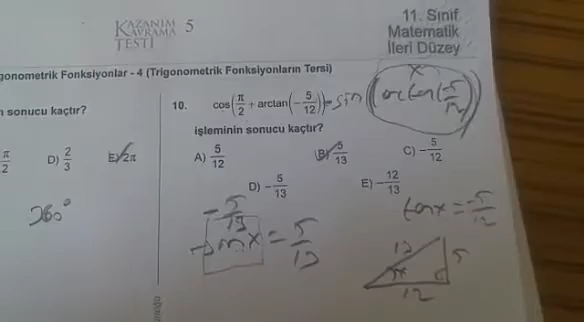 KAZANIM
KAVRAMA
TESTİ
5
11. Sınıf
Matematik
İleri Düzey
gonometrik Fonksiyonlar - 4 (Trigonometrik Fonksiyonların Tersi)
n sonucu kaçtır?
π/2 D) 2/3 E) 2π
360°
10. cos(π/2 + arctan(-5/12)) = -sin(arctan(-5/12))
x
işleminin sonucu kaçtır?
A) 5/12 B) 5/13 C) -5/12
D) -5/13 E) -12/13
-5/13
-sinx = 5/13
tanx = -5/12
13 5
x
12